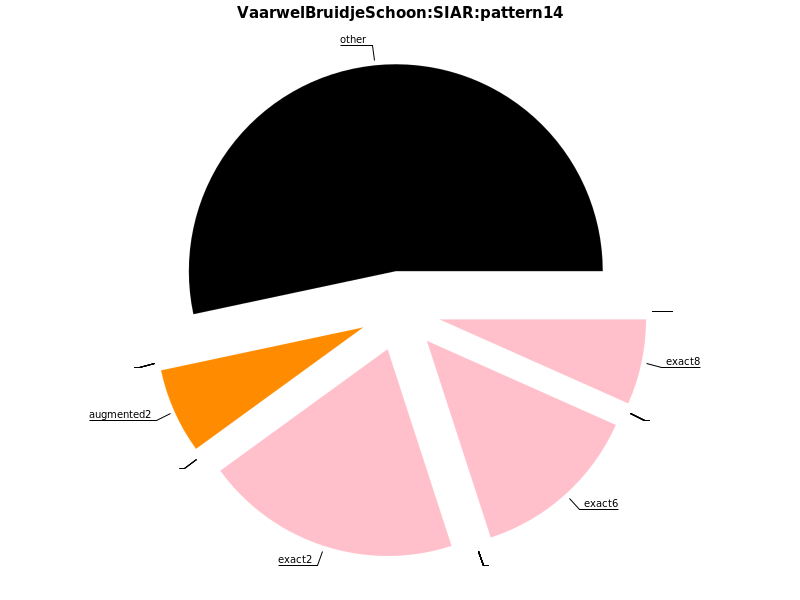 VaarwelBruidjeSchoon:SIAR:pattern14
other
exact8
augmented2
exact6
exact2